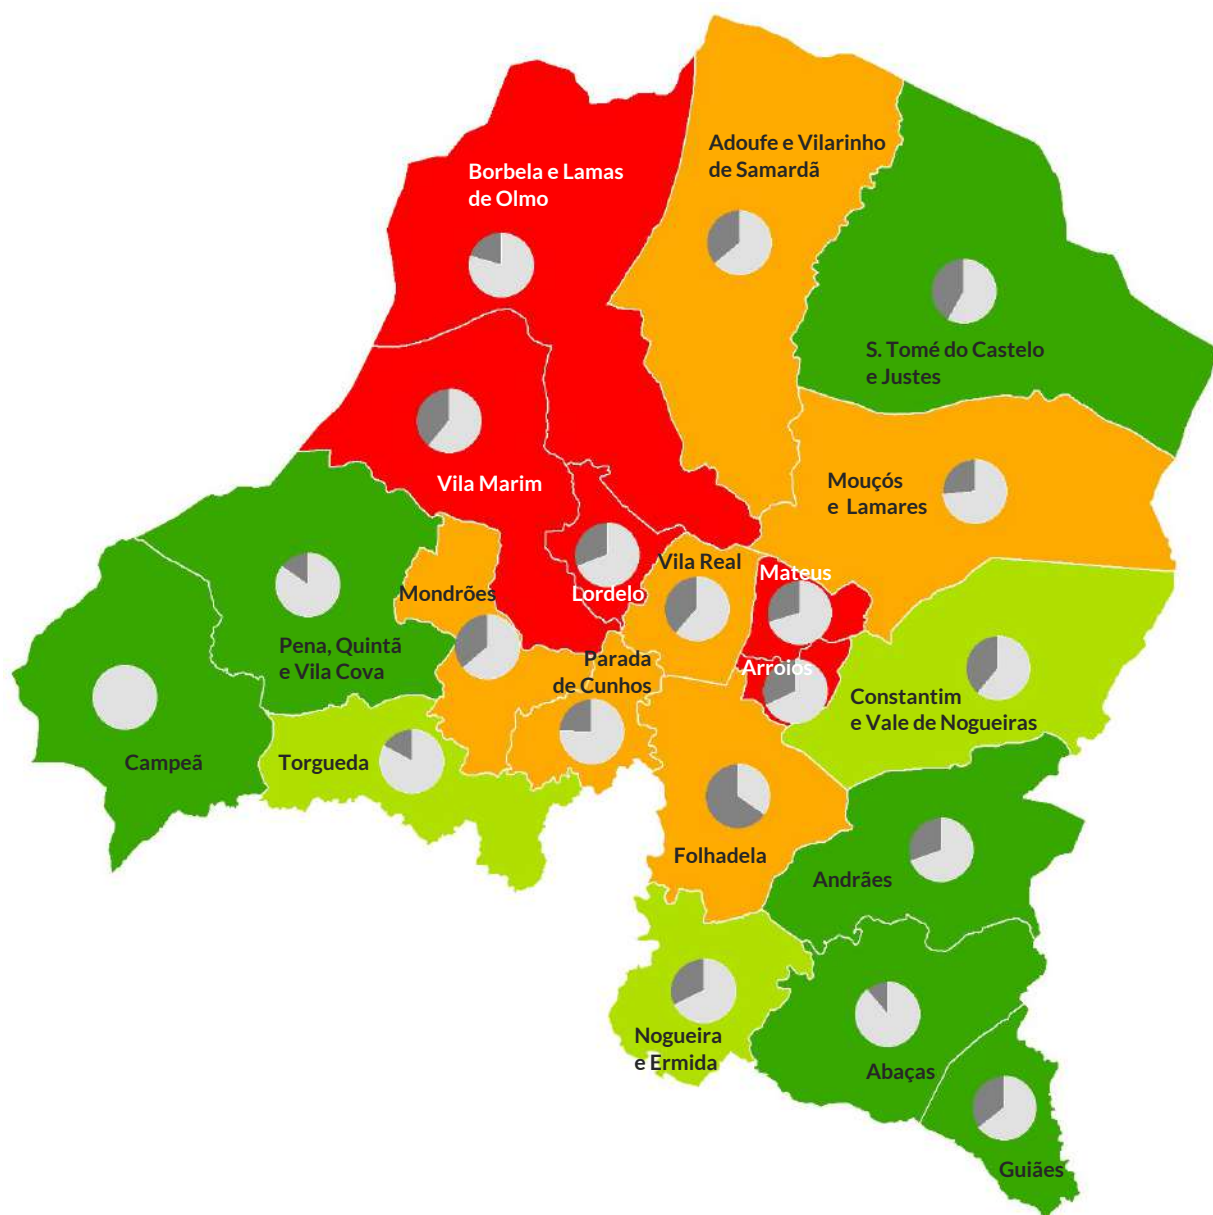 Adoufe e Vilarinho
de Samardã
Borbela e Lamas
de Olmo
S. Tomé do Castelo
e Justes
Vila Marim
Mouçós
e Lamares
Vila Real
Mateus
Mondrões
Lordelo
Pena, Quintã
e Vila Cova
Parada
de Cunhos
Arroios
Constantim
e Vale de Nogueiras
Campeã
Torgueda
Folhadela
Andrães
Nogueira
e Ermida
Abaças
Guiães